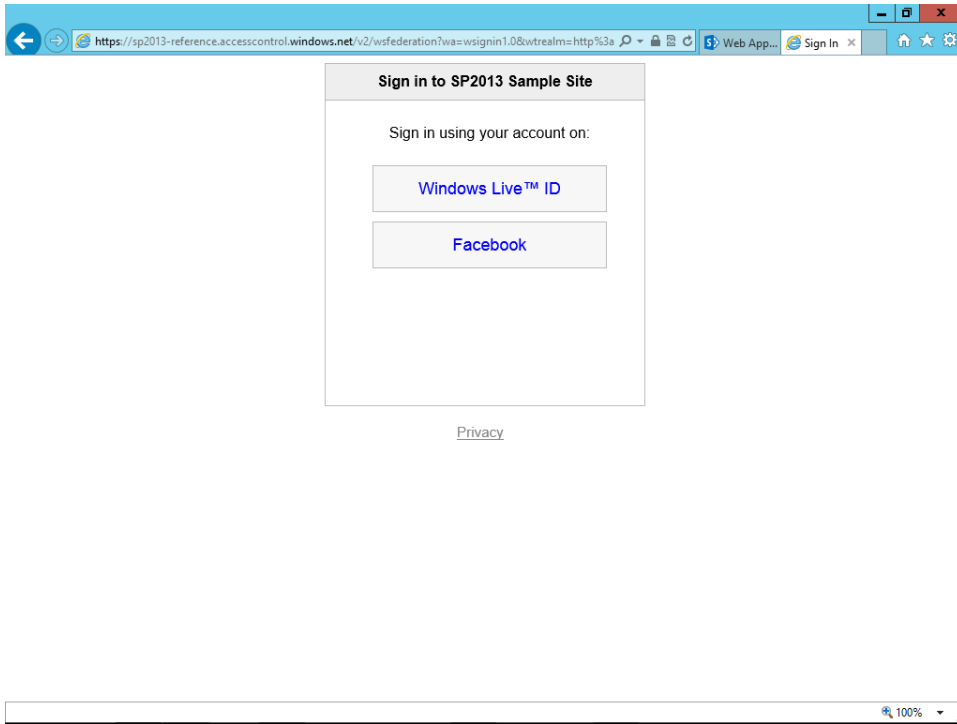 https://sp2013-reference.accesscontrol.windows.net/v2/wsfederation?wa=wsignin1.0&wtrealm=http%3a
Web App...
Sign In
Sign in to SP2013 Sample Site
Sign in using your account on:
Windows Live™ ID
Facebook
Privacy
100%